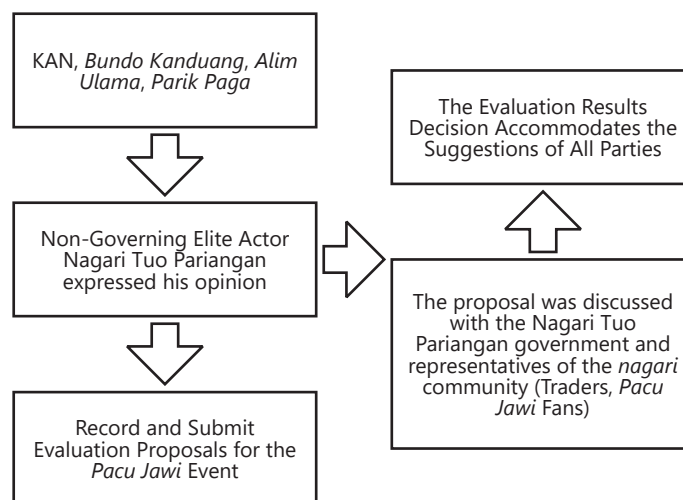 KAN, Bundo Kanduang, Alim
Ulama, Parik Paga
Non-Governing Elite Actor
Nagari Tuo Pariangan
expressed his opinion
Record and Submit
Evaluation Proposals for the
Pacu Jawi Event
The Evaluation Results
Decision Accommodates the
Suggestions of All Parties
The proposal was discussed
with the Nagari Tuo
Pariangan government and
representatives of the nagari
community (Traders, Pacu
Jawi Fans)